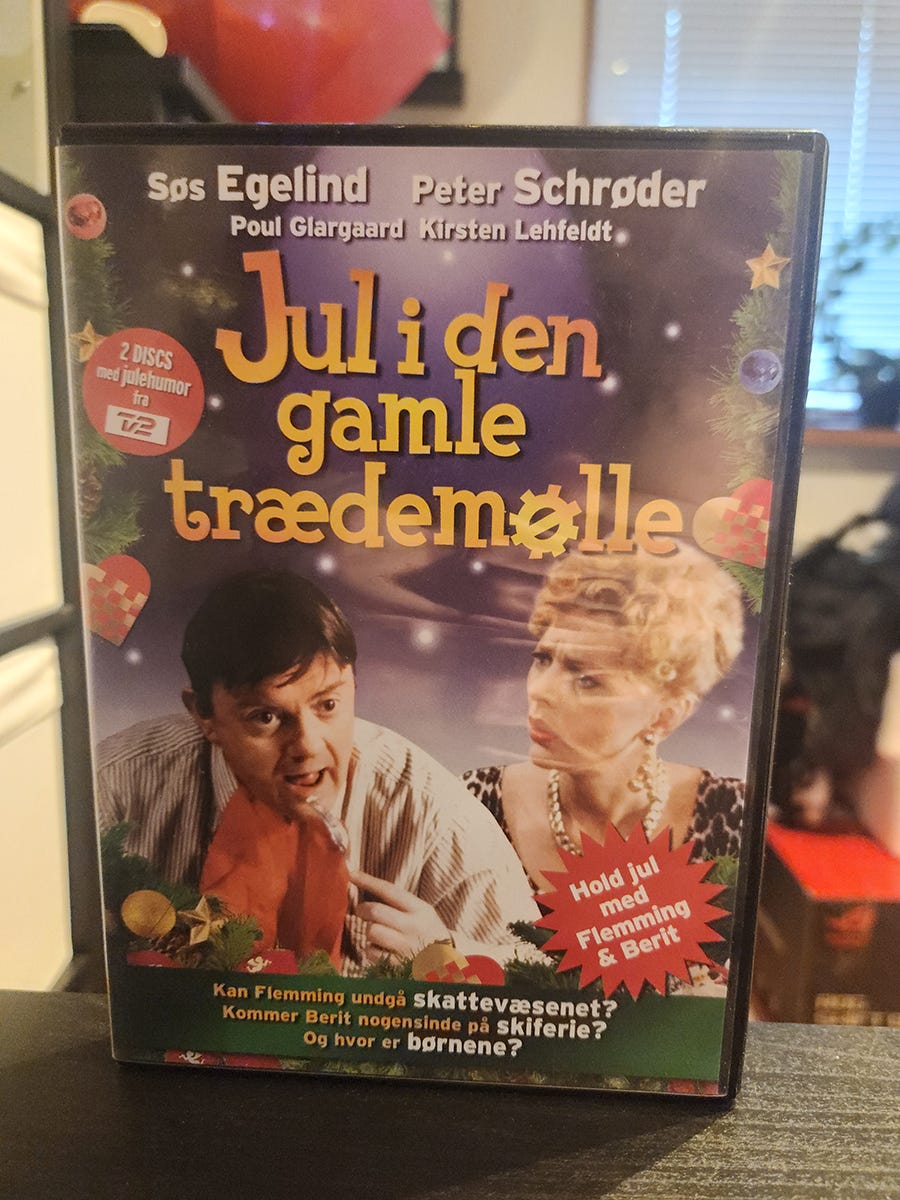 Søs Egelind Peter Schrøder
Poul Glargaard Kirsten Lehfeldt
Jul i den
gamle
trædemølle
2 DISCS
med julehumor
fra
TV2
Hold jul
med
Flemming
& Berit
Kan Flemming undgå skattevæsenet?
Kommer Berit nogensinde på skiferie?
Og hvor er børnene?